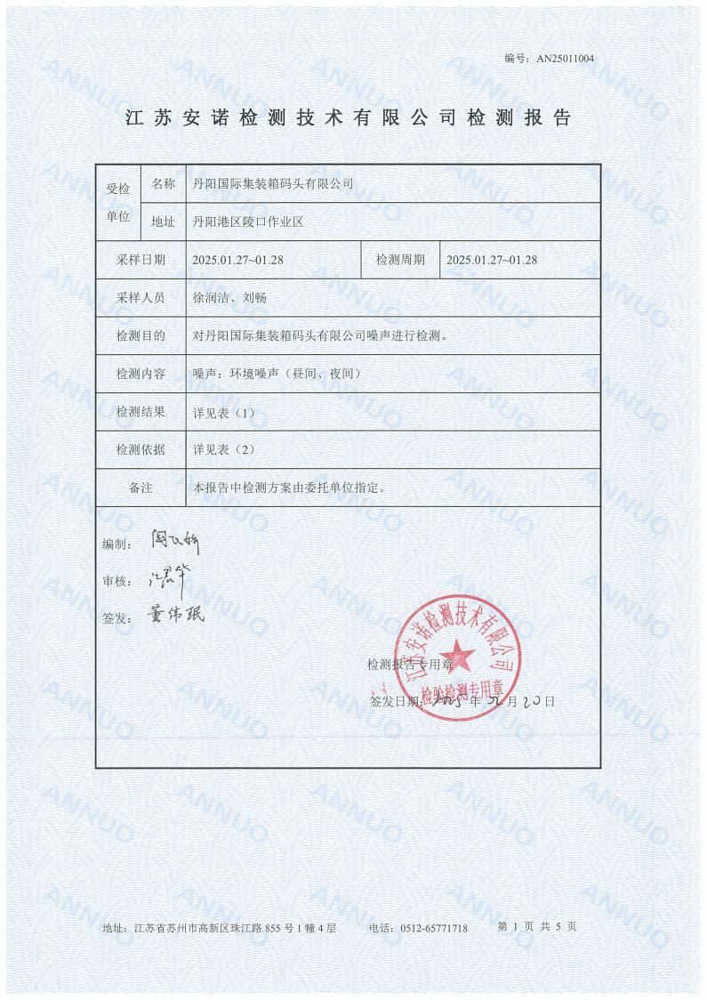 编号：AN25011004
江苏安诺检测技术有限公司检测报告
受检单位
名称 丹阳国际集装箱码头有限公司
地址 丹阳港区陵口作业区
采样日期 2025.01.27~01.28 检测周期 2025.01.27~01.28
采样人员 徐润洁、刘畅
检测目的 对丹阳国际集装箱码头有限公司噪声进行检测。
检测内容 噪声：环境噪声（昼间、夜间）
检测结果 详见表（1）
检测依据 详见表（2）
备注 本报告中检测方案由委托单位指定。
编制：
审核：
签发：董伟珉
江苏安诺检测技术有限公司
检测报告专用章
检验检测专用章
签发日期：2025 年 月 20 日
地址：江苏省苏州市高新区珠江路 855 号 1 幢 4 层 电话：0512-65771718 第 1 页 共 5 页
ANNUO